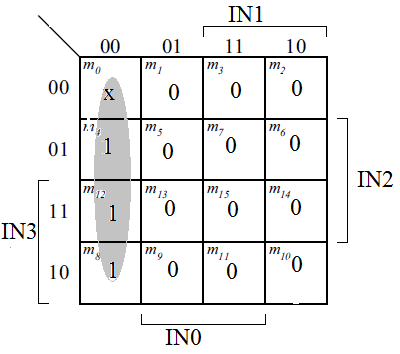 IN1
00 01 11 10
00 m0 x m1 0 m3 0 m2 0
01 m4 1 m5 0 m7 0 m6 0
IN2
11 m12 1 m13 0 m15 0 m14 0
IN3
10 m8 1 m9 0 m11 0 m10 0
IN0